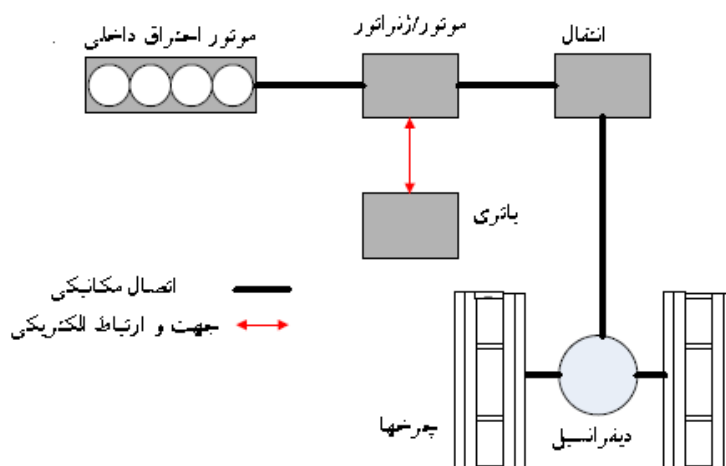 موتور احتراق داخلی
موتور/ژنراتور
انتقال
باتری
اتصال مکانیکی
جهت و ارتباط الکتریکی
چرخها
دیفرانسیل